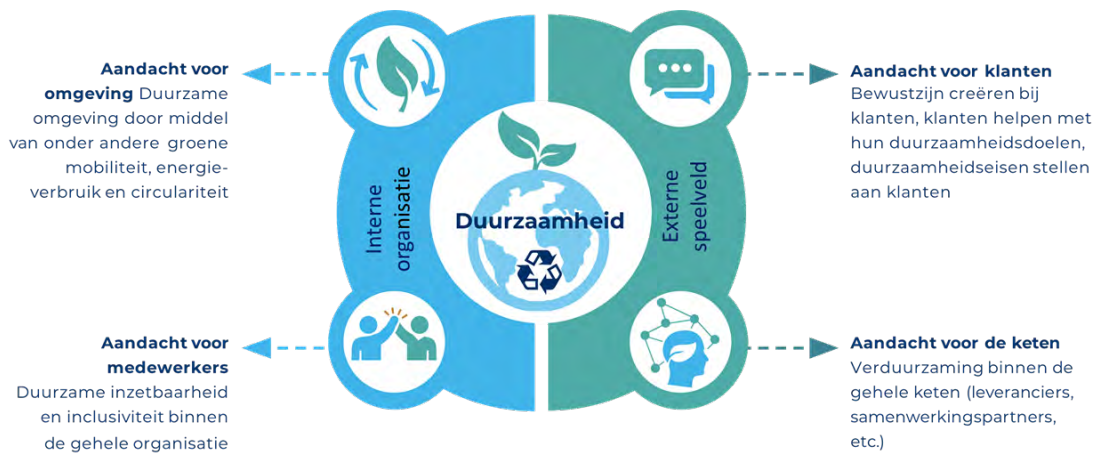 Aandacht voor
omgeving Duurzame
omgeving door middel
van onder andere groene
mobiliteit, energie-
verbruik en circulariteit
Aandacht voor
medewerkers
Duurzame inzetbaarheid
en inclusiviteit binnen
de gehele organisatie
Interne
organisatie
Duurzaamheid
Externe
speelveld
Aandacht voor klanten
Bewustzijn creëren bij
klanten, klanten helpen met
hun duurzaamheidsdoelen,
duurzaamheidseisen stellen
aan klanten
Aandacht voor de keten
Verduurzaming binnen de
gehele keten (leveranciers,
samenwerkingspartners,
etc.)